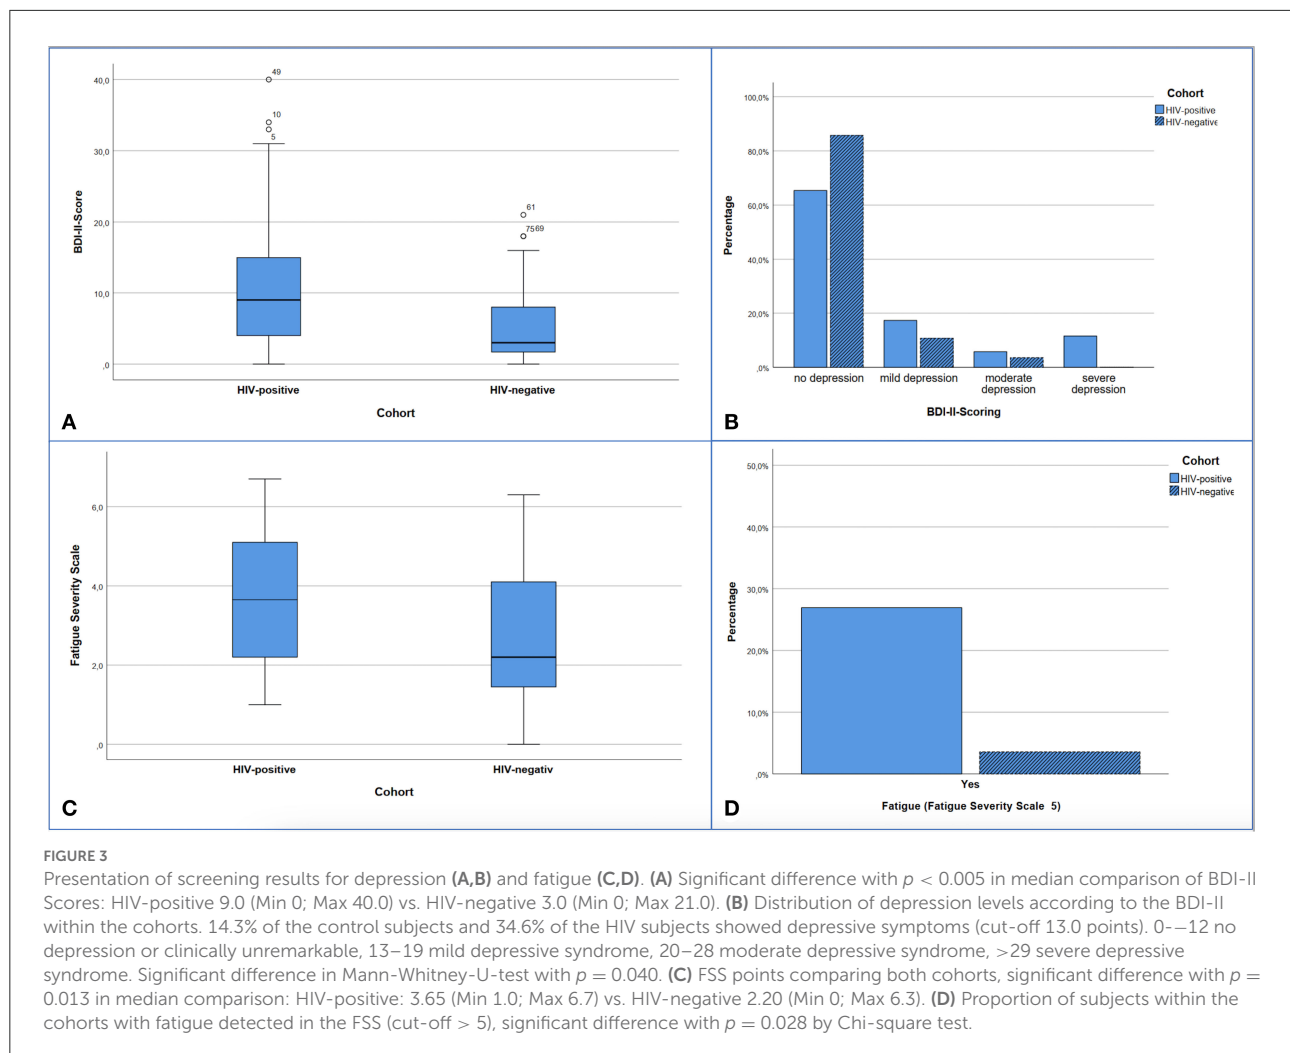 40,0
30,0
20,0
10,0
,0
BDI-II-Score
49
10
5
61
7569
HIV-positive
HIV-negative
Cohort
A
100,0%
80,0%
60,0%
40,0%
20,0%
,0%
Percentage
Cohort
HIV-positive
HIV-negative
no depression
mild depression
moderate
depression
severe
depression
BDI-II-Scoring
B
6,0
4,0
2,0
,0
Fatigue Severity Scale
HIV-positive
HIV-negativ
Cohort
C
50,0%
40,0%
30,0%
20,0%
10,0%
,0%
Percentage
Cohort
HIV-positive
HIV-negative
Yes
Fatigue (Fatigue Severity Scale 5)
D
FIGURE 3
Presentation of screening results for depression (A,B) and fatigue (C,D). (A) Significant difference with p < 0.005 in median comparison of BDI-II
Scores: HIV-positive 9.0 (Min 0; Max 40.0) vs. HIV-negative 3.0 (Min 0; Max 21.0). (B) Distribution of depression levels according to the BDI-II
within the cohorts. 14.3% of the control subjects and 34.6% of the HIV subjects showed depressive symptoms (cut-off 13.0 points). 0-–12 no
depression or clinically unremarkable, 13–19 mild depressive syndrome, 20–28 moderate depressive syndrome, >29 severe depressive
syndrome. Significant difference in Mann-Whitney-U-test with p = 0.040. (C) FSS points comparing both cohorts, significant difference with p =
0.013 in median comparison: HIV-positive: 3.65 (Min 1.0; Max 6.7) vs. HIV-negative 2.20 (Min 0; Max 6.3). (D) Proportion of subjects within the
cohorts with fatigue detected in the FSS (cut-off > 5), significant difference with p = 0.028 by Chi-square test.